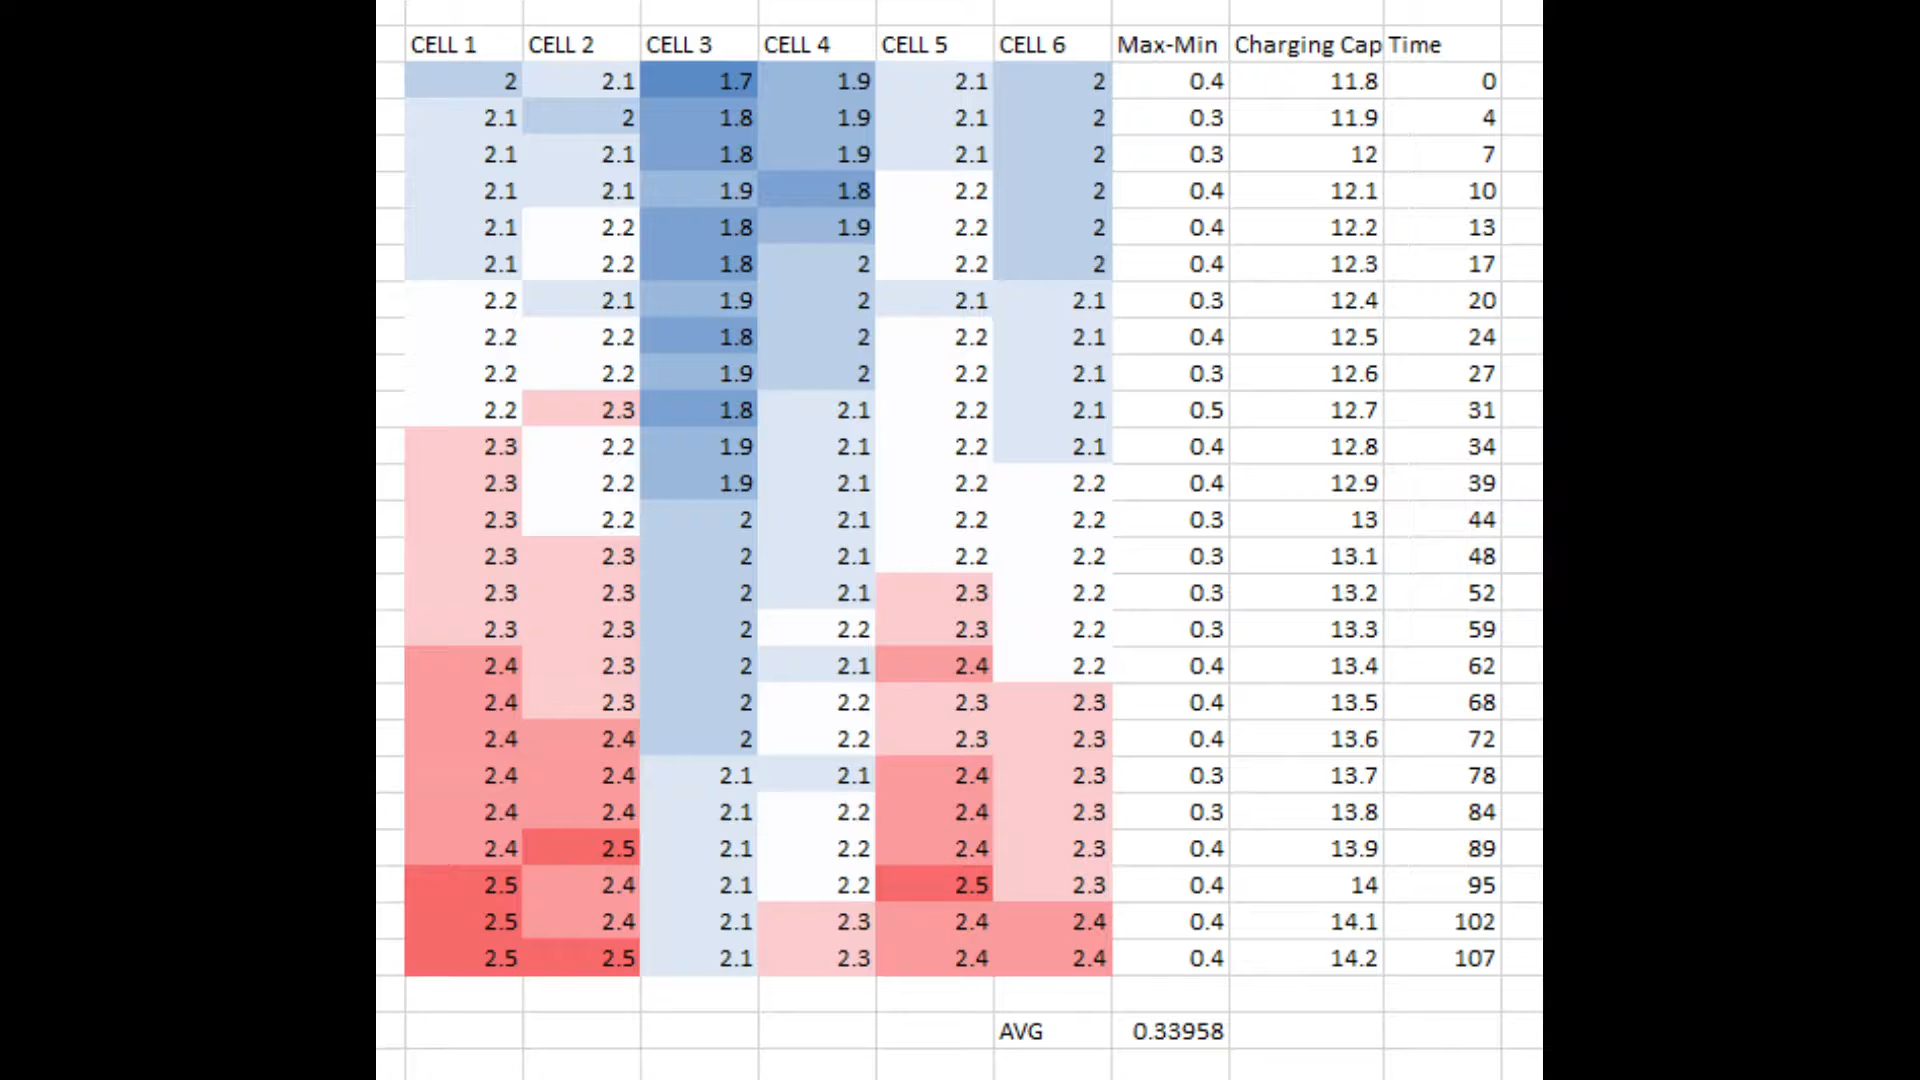 CELL 1 CELL 2 CELL 3 CELL 4 CELL 5 CELL 6 Max-Min Charging Cap Time
2 2.1 1.7 1.9 2.1 2 0.4 11.8 0
2.1 2 1.8 1.9 2.1 2 0.3 11.9 4
2.1 2.1 1.8 1.9 2.1 2 0.3 12 7
2.1 2.1 1.9 1.8 2.2 2 0.4 12.1 10
2.1 2.2 1.8 1.9 2.2 2 0.4 12.2 13
2.1 2.2 1.8 2 2.2 2 0.4 12.3 17
2.2 2.1 1.9 2 2.1 2.1 0.3 12.4 20
2.2 2.2 1.8 2 2.2 2.1 0.4 12.5 24
2.2 2.2 1.9 2 2.2 2.1 0.3 12.6 27
2.2 2.3 1.8 2.1 2.2 2.1 0.5 12.7 31
2.3 2.2 1.9 2.1 2.2 2.1 0.4 12.8 34
2.3 2.2 1.9 2.1 2.2 2.2 0.4 12.9 39
2.3 2.2 2 2.1 2.2 2.2 0.3 13 44
2.3 2.3 2 2.1 2.2 2.2 0.3 13.1 48
2.3 2.3 2 2.1 2.3 2.2 0.3 13.2 52
2.3 2.3 2 2.2 2.3 2.2 0.3 13.3 59
2.4 2.3 2 2.1 2.4 2.2 0.4 13.4 62
2.4 2.3 2 2.2 2.3 2.3 0.4 13.5 68
2.4 2.4 2 2.2 2.3 2.3 0.4 13.6 72
2.4 2.4 2.1 2.1 2.4 2.3 0.3 13.7 78
2.4 2.4 2.1 2.2 2.4 2.3 0.3 13.8 84
2.4 2.5 2.1 2.2 2.4 2.3 0.4 13.9 89
2.5 2.4 2.1 2.2 2.5 2.3 0.4 14 95
2.5 2.4 2.1 2.3 2.4 2.4 0.4 14.1 102
2.5 2.5 2.1 2.3 2.4 2.4 0.4 14.2 107
AVG 0.33958